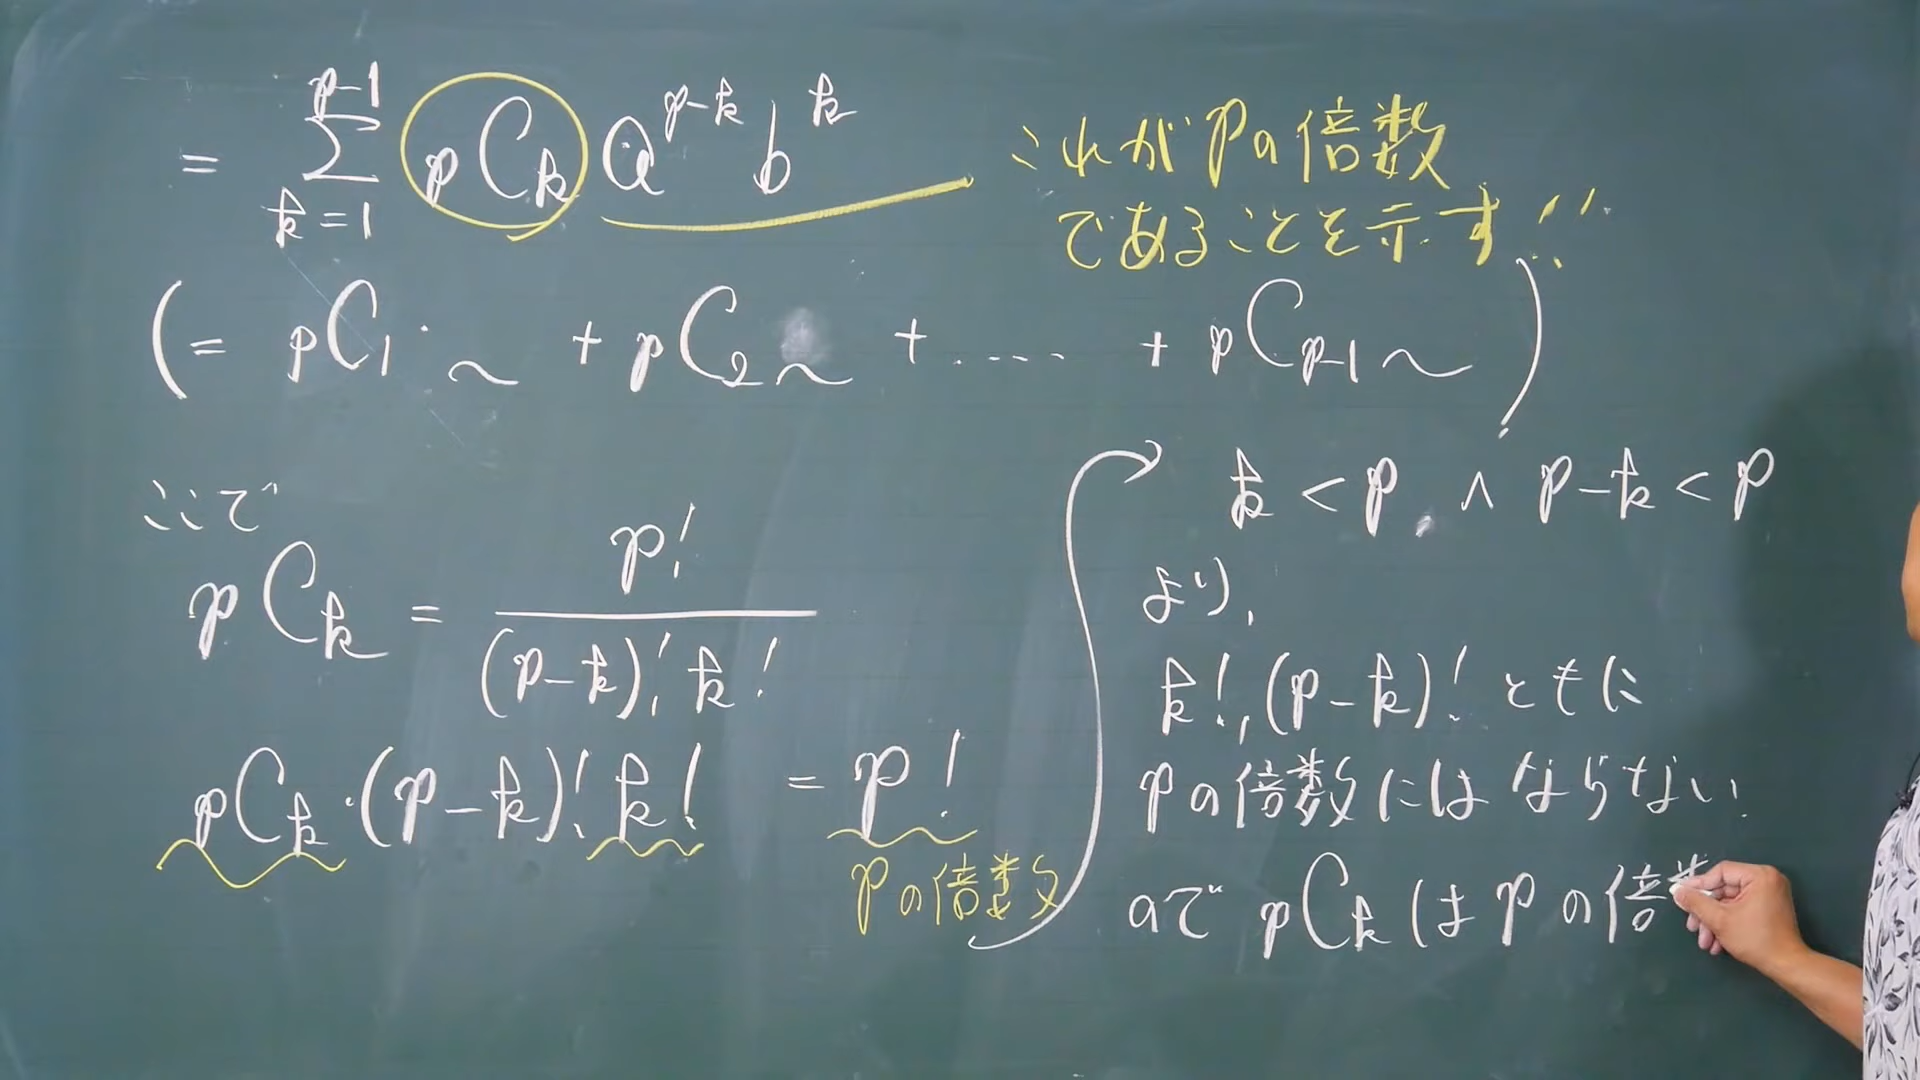 = Σ_{k=1}^{p-1} pCk a^{p-k} b^k
これがpの倍数
であることを示す!!
(= pC1・〜 + pC2〜 + ‥‥ + pCp-1〜)
ここで
pCk = p! / (p-k)! k!
pCk・(p-k)! k! = p!
pの倍数
k < p ∧ p-k < p
より,
k!, (p-k)! ともに
pの倍数にはならない
ので pCk は p の倍